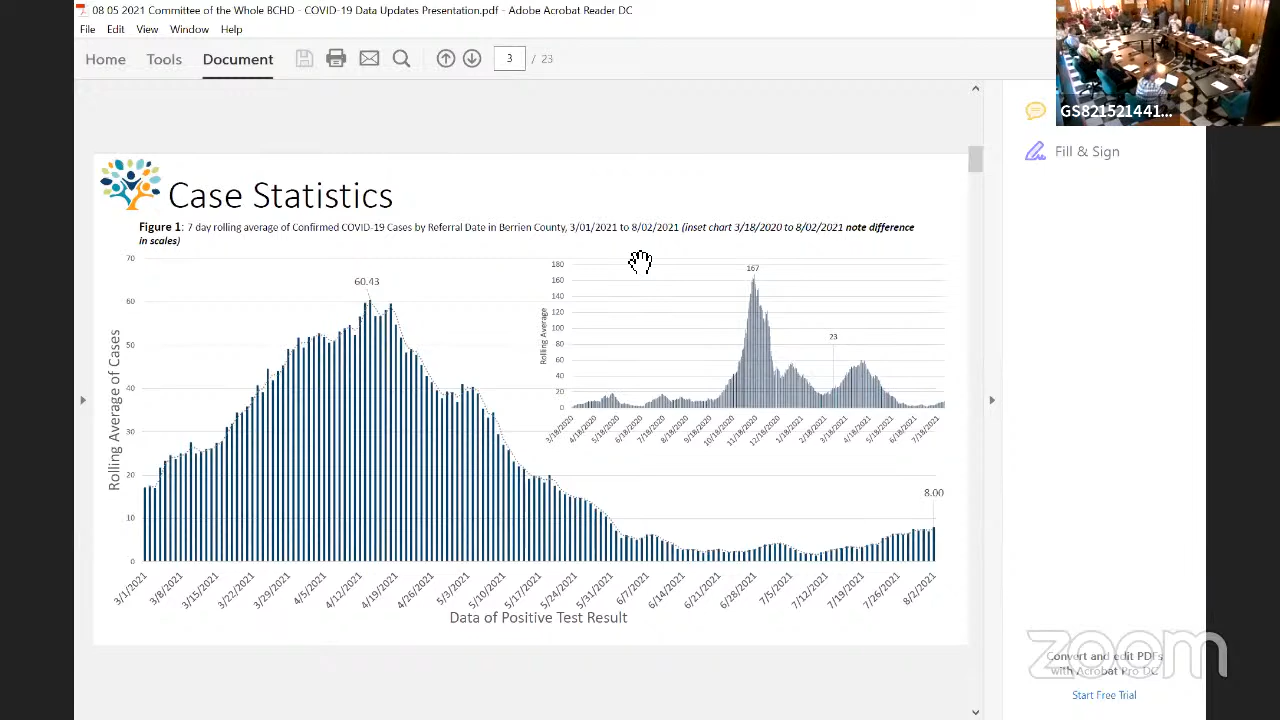 08 05 2021 Committee of the Whole BCHD - COVID-19 Data Updates Presentation.pdf - Adobe Acrobat Reader DC
File Edit View Window Help
Home Tools Document 3 / 23
GS821521441...
Fill & Sign
Case Statistics
Figure 1: 7 day rolling average of Confirmed COVID-19 Cases by Referral Date in Berrien County, 3/01/2021 to 8/02/2021 (inset chart 3/18/2020 to 8/02/2021 note difference
in scales)
Rolling Average of Cases
70
60
50
40
30
20
10
0
60.43
8.00
3/1/2021 3/8/2021 3/15/2021 3/22/2021 3/29/2021 4/5/2021 4/12/2021 4/19/2021 4/26/2021 5/3/2021 5/10/2021 5/17/2021 5/24/2021 5/31/2021 6/7/2021 6/14/2021 6/21/2021 6/28/2021 7/5/2021 7/12/2021 7/19/2021 7/26/2021 8/2/2021
Data of Positive Test Result
Rolling Average
180
160
140
120
100
80
60
40
20
0
167
23
3/18/2020 4/18/2020 5/18/2020 6/18/2020 7/18/2020 8/18/2020 9/18/2020 10/18/2020 11/18/2020 12/18/2020 1/18/2021 2/18/2021 3/18/2021 4/18/2021 5/18/2021 6/18/2021 7/18/2021
zoom
Convert and edit PDFs
with Acrobat Pro DC
Start Free Trial